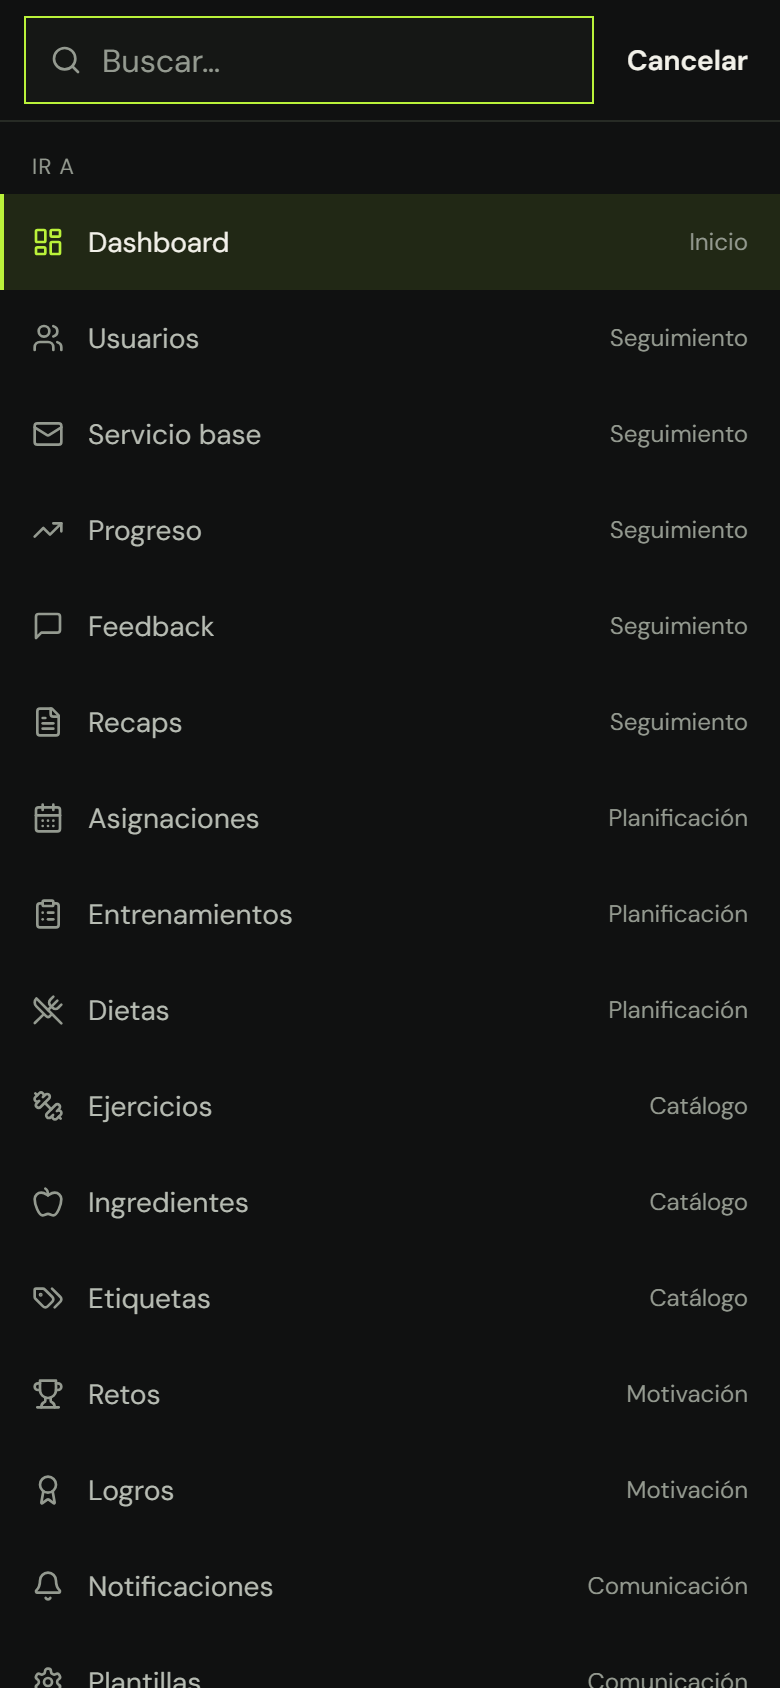 Buscar...
Cancelar
IR A
Dashboard Inicio
Usuarios Seguimiento
Servicio base Seguimiento
Progreso Seguimiento
Feedback Seguimiento
Recaps Seguimiento
Asignaciones Planificación
Entrenamientos Planificación
Dietas Planificación
Ejercicios Catálogo
Ingredientes Catálogo
Etiquetas Catálogo
Retos Motivación
Logros Motivación
Notificaciones Comunicación
Plantillas Comunicación